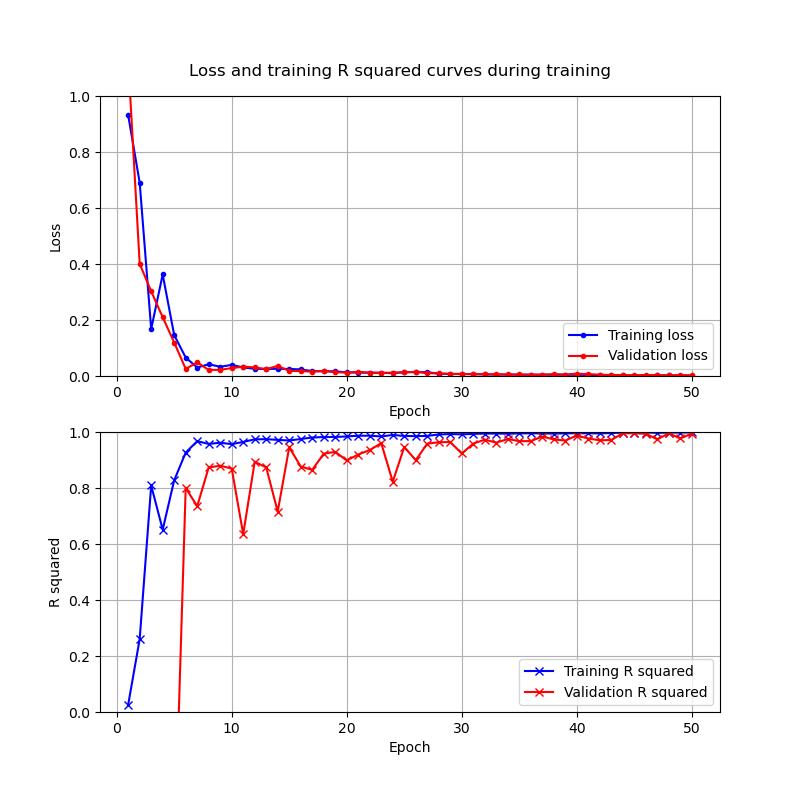 Loss and training R squared curves during training
1.0
0.8
0.6
0.4
0.2
0.0
Loss
Training loss
Validation loss
0 10 20 30 40 50
Epoch
1.0
0.8
0.6
0.4
0.2
0.0
R squared
Training R squared
Validation R squared
0 10 20 30 40 50
Epoch